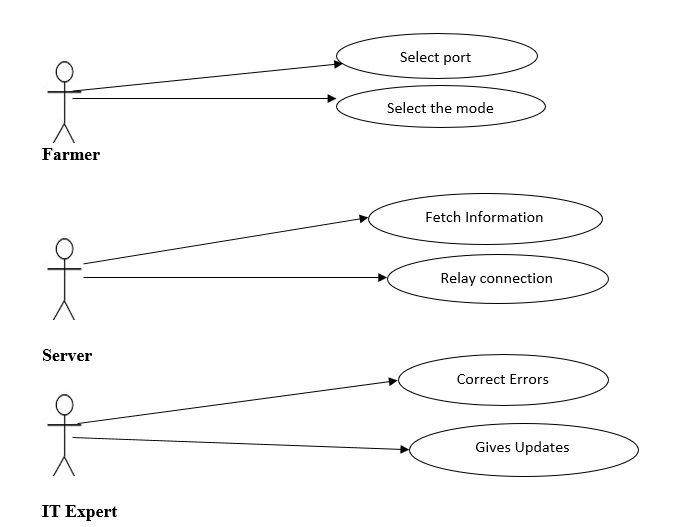 Select port
Select the mode
Farmer
Fetch Information
Relay connection
Server
Correct Errors
Gives Updates
IT Expert